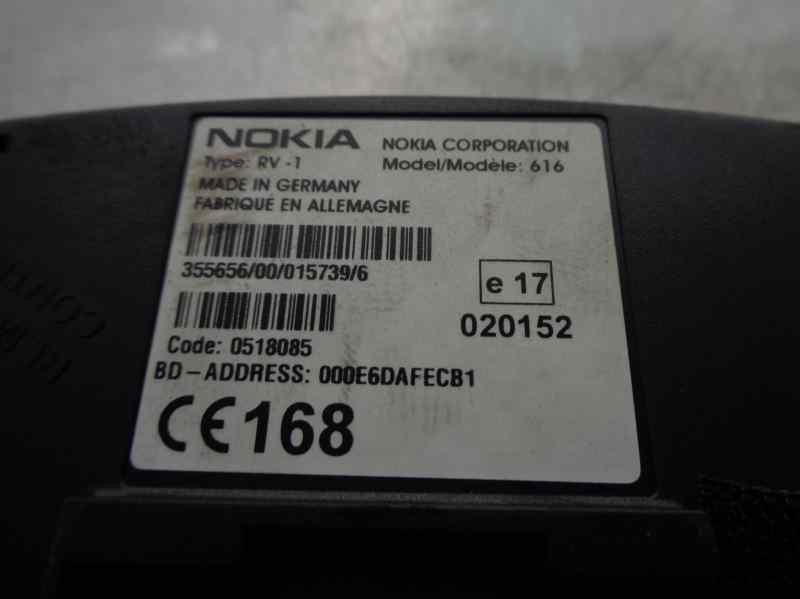 NOKIA NOKIA CORPORATION
Type: RV-1 Model/Modèle: 616
MADE IN GERMANY
FABRIQUÉ EN ALLEMAGNE
355656/00/015739/6
e 17
020152
Code: 0518085
BD-ADDRESS: 000E6DAFECB1
CE168